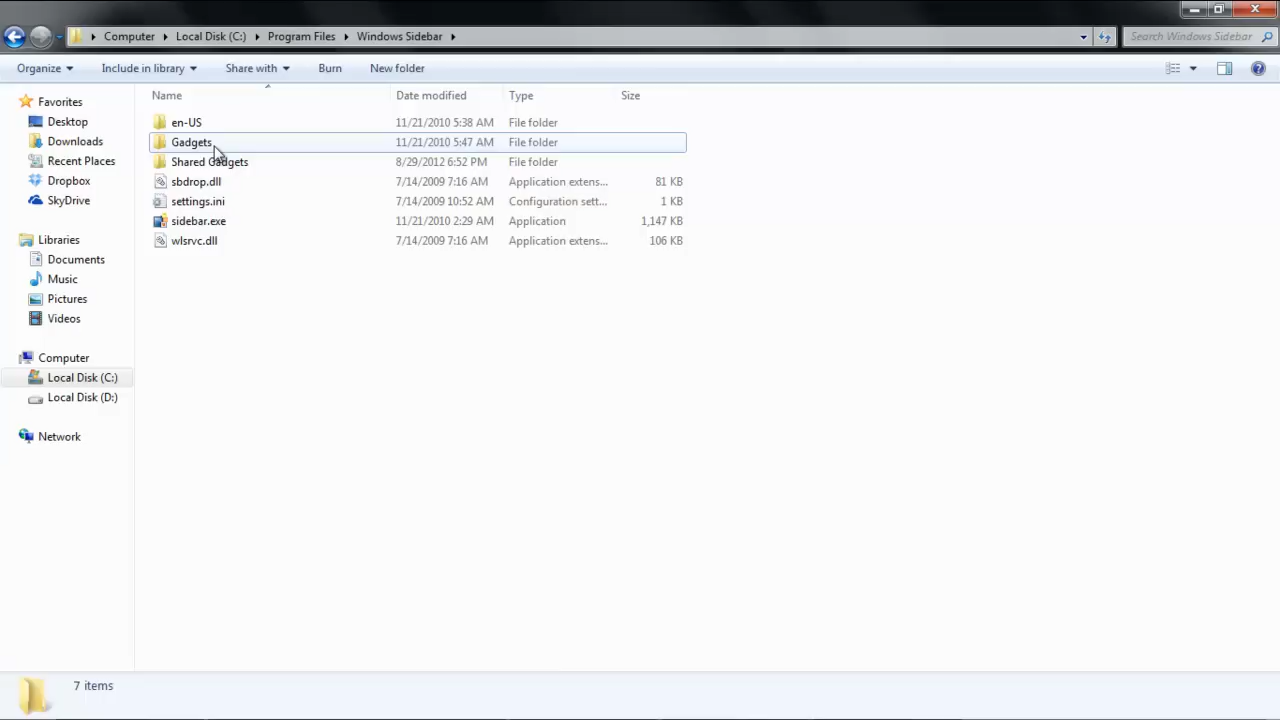 Computer Local Disk (C:) Program Files Windows Sidebar Search Windows Sidebar
Organize Include in library Share with Burn New folder
Favorites
Desktop
Downloads
Recent Places
Dropbox
SkyDrive
Libraries
Documents
Music
Pictures
Videos
Computer
Local Disk (C:)
Local Disk (D:)
Network
Name Date modified Type Size
en-US 11/21/2010 5:38 AM File folder
Gadgets 11/21/2010 5:47 AM File folder
Shared Gadgets 8/29/2012 6:52 PM File folder
sbdrop.dll 7/14/2009 7:16 AM Application extens... 81 KB
settings.ini 7/14/2009 10:52 AM Configuration sett... 1 KB
sidebar.exe 11/21/2010 2:29 AM Application 1,147 KB
wlsrvc.dll 7/14/2009 7:16 AM Application extens... 106 KB
7 items